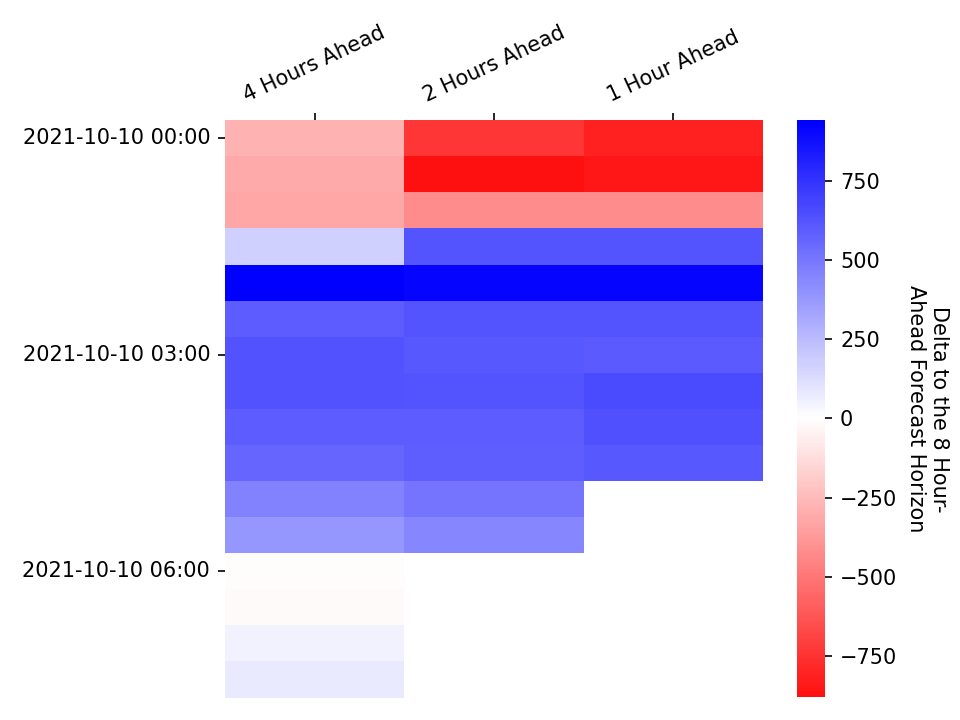 4 Hours Ahead
2 Hours Ahead
1 Hour Ahead
2021-10-10 00:00
2021-10-10 03:00
2021-10-10 06:00
750
500
250
0
−250
−500
−750
Delta to the 8 Hour-
Ahead Forecast Horizon